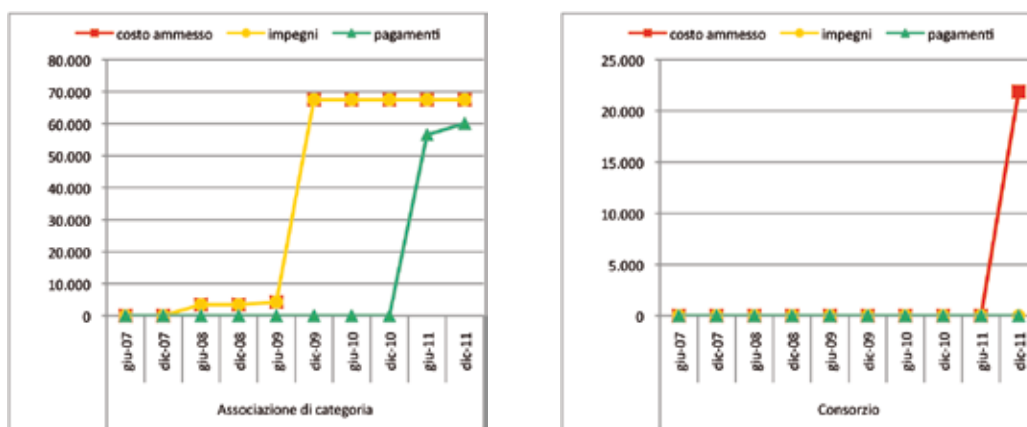 costo ammesso impegni pagamenti
80.000
70.000
60.000
50.000
40.000
30.000
20.000
10.000
0
giu-07 dic-07 giu-08 dic-08 giu-09 dic-09 giu-10 dic-10 giu-11 dic-11
Associazione di categoria
costo ammesso impegni pagamenti
25.000
20.000
15.000
10.000
5.000
0
giu-07 dic-07 giu-08 dic-08 giu-09 dic-09 giu-10 dic-10 giu-11 dic-11
Consorzio